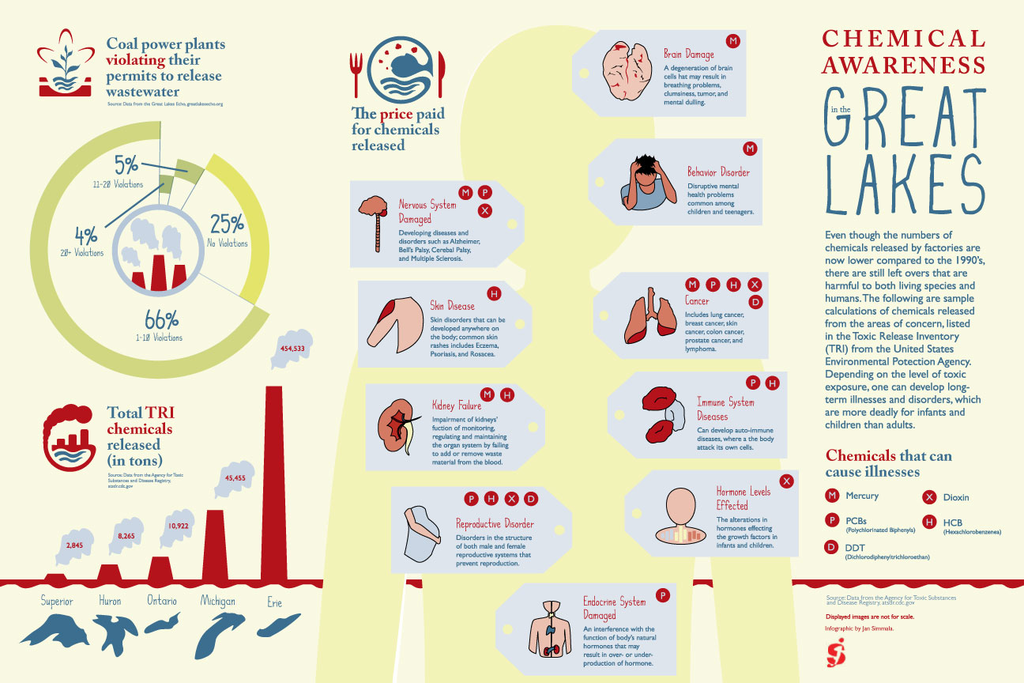 Coal power plants
violating their
permits to release
wastewater
Source: Data from the Great Lakes Echo, greatlakesecho.org
5%
11-20 Violations
4%
20+ Violations
25%
No Violations
66%
1-10 Violations
Total TRI
chemicals
released
(in tons)
Source: Data from the Agency for Toxic
Substances and Disease Registry,
atsdr.cdc.gov
2,845
8,265
10,922
45,455
454,533
Superior
Huron
Ontario
Michigan
Erie
The price paid
for chemicals
released
M
Brain Damage
A degeneration of brain
cells hat may result in
breathing problems,
clumsiness, tumor, and
mental dulling.
M
Behavior Disorder
Disruptive mental
health problems
common among
children and teenagers.
M P
X
Nervous System
Damaged
Developing diseases and
disorders such as Alzheimer,
Bell's Palsy, Cerebal Palsy,
and Multiple Sclerosis.
H
Skin Disease
Skin disorders that can be
developed anywhere on
the body; common skin
rashes includes Eczema,
Psoriasis, and Rosacea.
M P H X
D
Cancer
Includes lung cancer,
breast cancer, skin
cancer, colon cancer,
prostate cancer, and
lymphoma.
M H
Kidney Failure
Impairment of kidneys'
fuction of monitoring,
regulating and maintaining
the organ system by failing
to add or remove waste
material from the blood.
P H
Immune System
Diseases
Can develop auto-immune
diseases, where a the body
attack its own cells.
P H X D
Reproductive Disorder
Disorders in the structure
of both male and female
reproductive systems that
prevent reproduction.
X
Hormone Levels
Effected
The alterations in
hormones effecting
the growth factors in
infants and children.
P
Endocrine System
Damaged
An interference with the
function of body's natural
hormones that may
result in over- or under-
production of hormone.
CHEMICAL
AWARENESS
in the
GREAT
LAKES
Even though the numbers of
chemicals released by factories are
now lower compared to the 1990's,
there are still left overs that are
harmful to both living species and
humans. The following are sample
calculations of chemicals released
from the areas of concern, listed
in the Toxic Release Inventory
(TRI) from the United States
Environmental Potection Agency.
Depending on the level of toxic
exposure, one can develop long-
term illnesses and disorders, which
are more deadly for infants and
children than adults.
Chemicals that can
cause illnesses
M Mercury
X Dioxin
P PCBs
(Polychlorinated Biphenyls)
H HCB
(Hexachlorobenzenes)
D DDT
(Dichlorodiphenyltrichloroethan)
Source: Data from the Agency for Toxic Substances
and Disease Registry, atsdr.cdc.gov
Displayed images are not for scale.
Infographic by Jan Simmala.